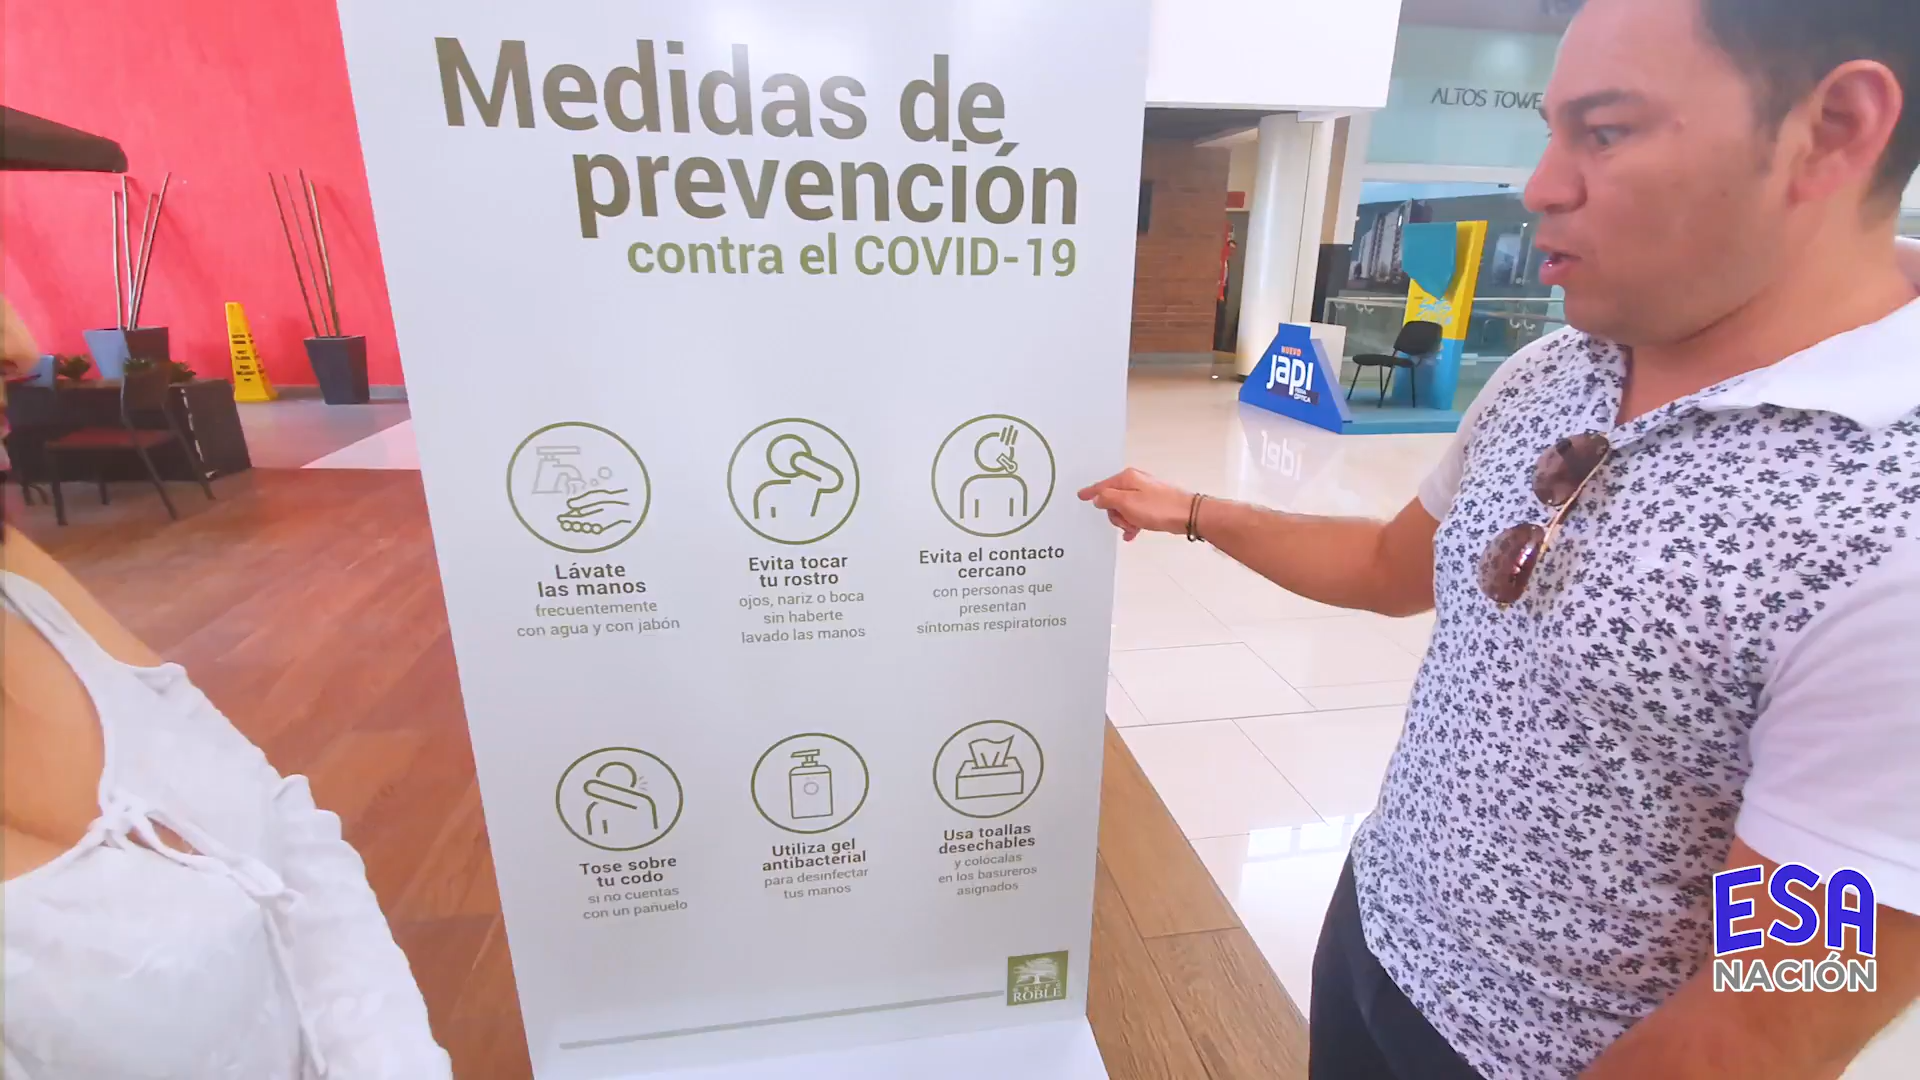 Medidas de
prevención
contra el COVID-19
Lávate
las manos
frecuentemente
con agua y con jabón
Evita tocar
tu rostro
ojos, nariz o boca
sin haberte
lavado las manos
Evita el contacto
cercano
con personas que
presentan
síntomas respiratorios
Tose sobre
tu codo
si no cuentas
con un pañuelo
Utiliza gel
antibacterial
para desinfectar
tus manos
Usa toallas
desechables
y colócalas
en los basureros
asignados
GRUPO
ROBLE
ALTOS TOWE
NUEVO
japi
ESA
NACIÓN